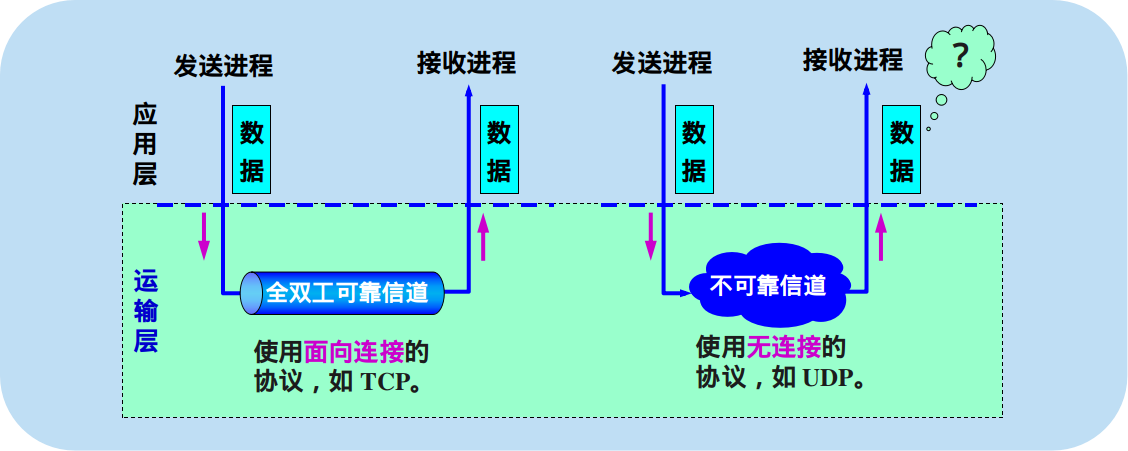 发送进程
接收进程
发送进程
接收进程
?
应用层
数据
数据
数据
数据
运输层
全双工可靠信道
不可靠信道
使用面向连接的
协议，如 TCP。
使用无连接的
协议，如 UDP。